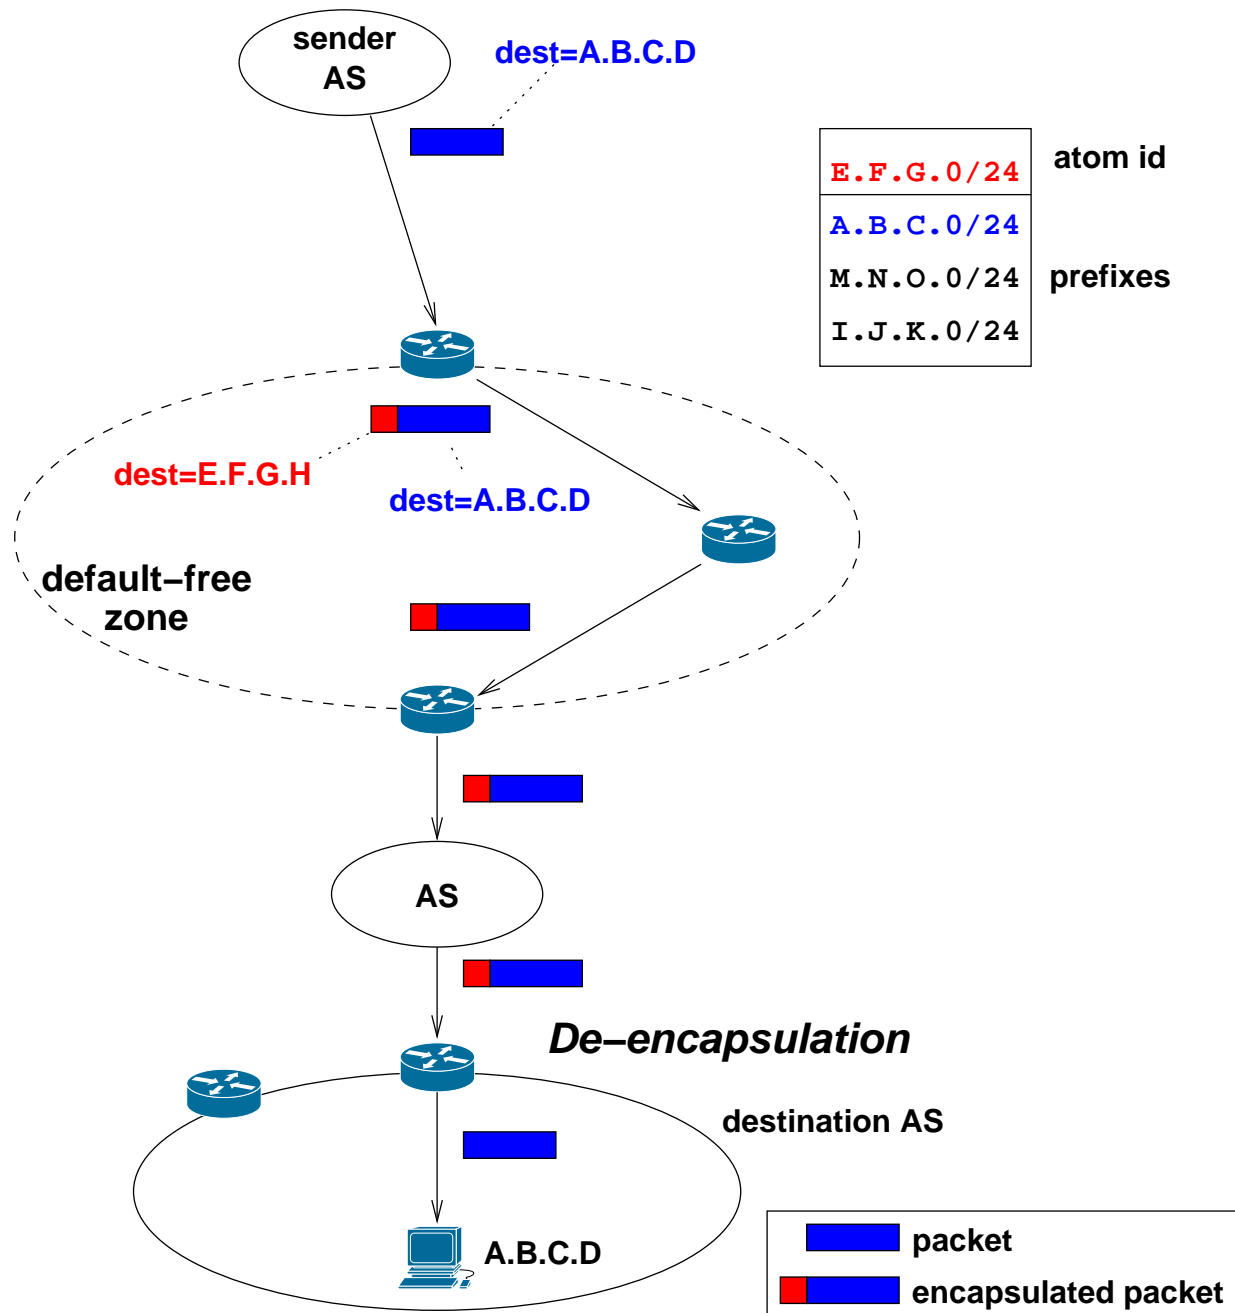 sender
AS
dest=A.B.C.D
E.F.G.0/24
atom id
A.B.C.0/24
M.N.O.0/24
prefixes
I.J.K.0/24
dest=E.F.G.H
dest=A.B.C.D
default–free
zone
AS
De–encapsulation
destination AS
A.B.C.D
packet
encapsulated packet